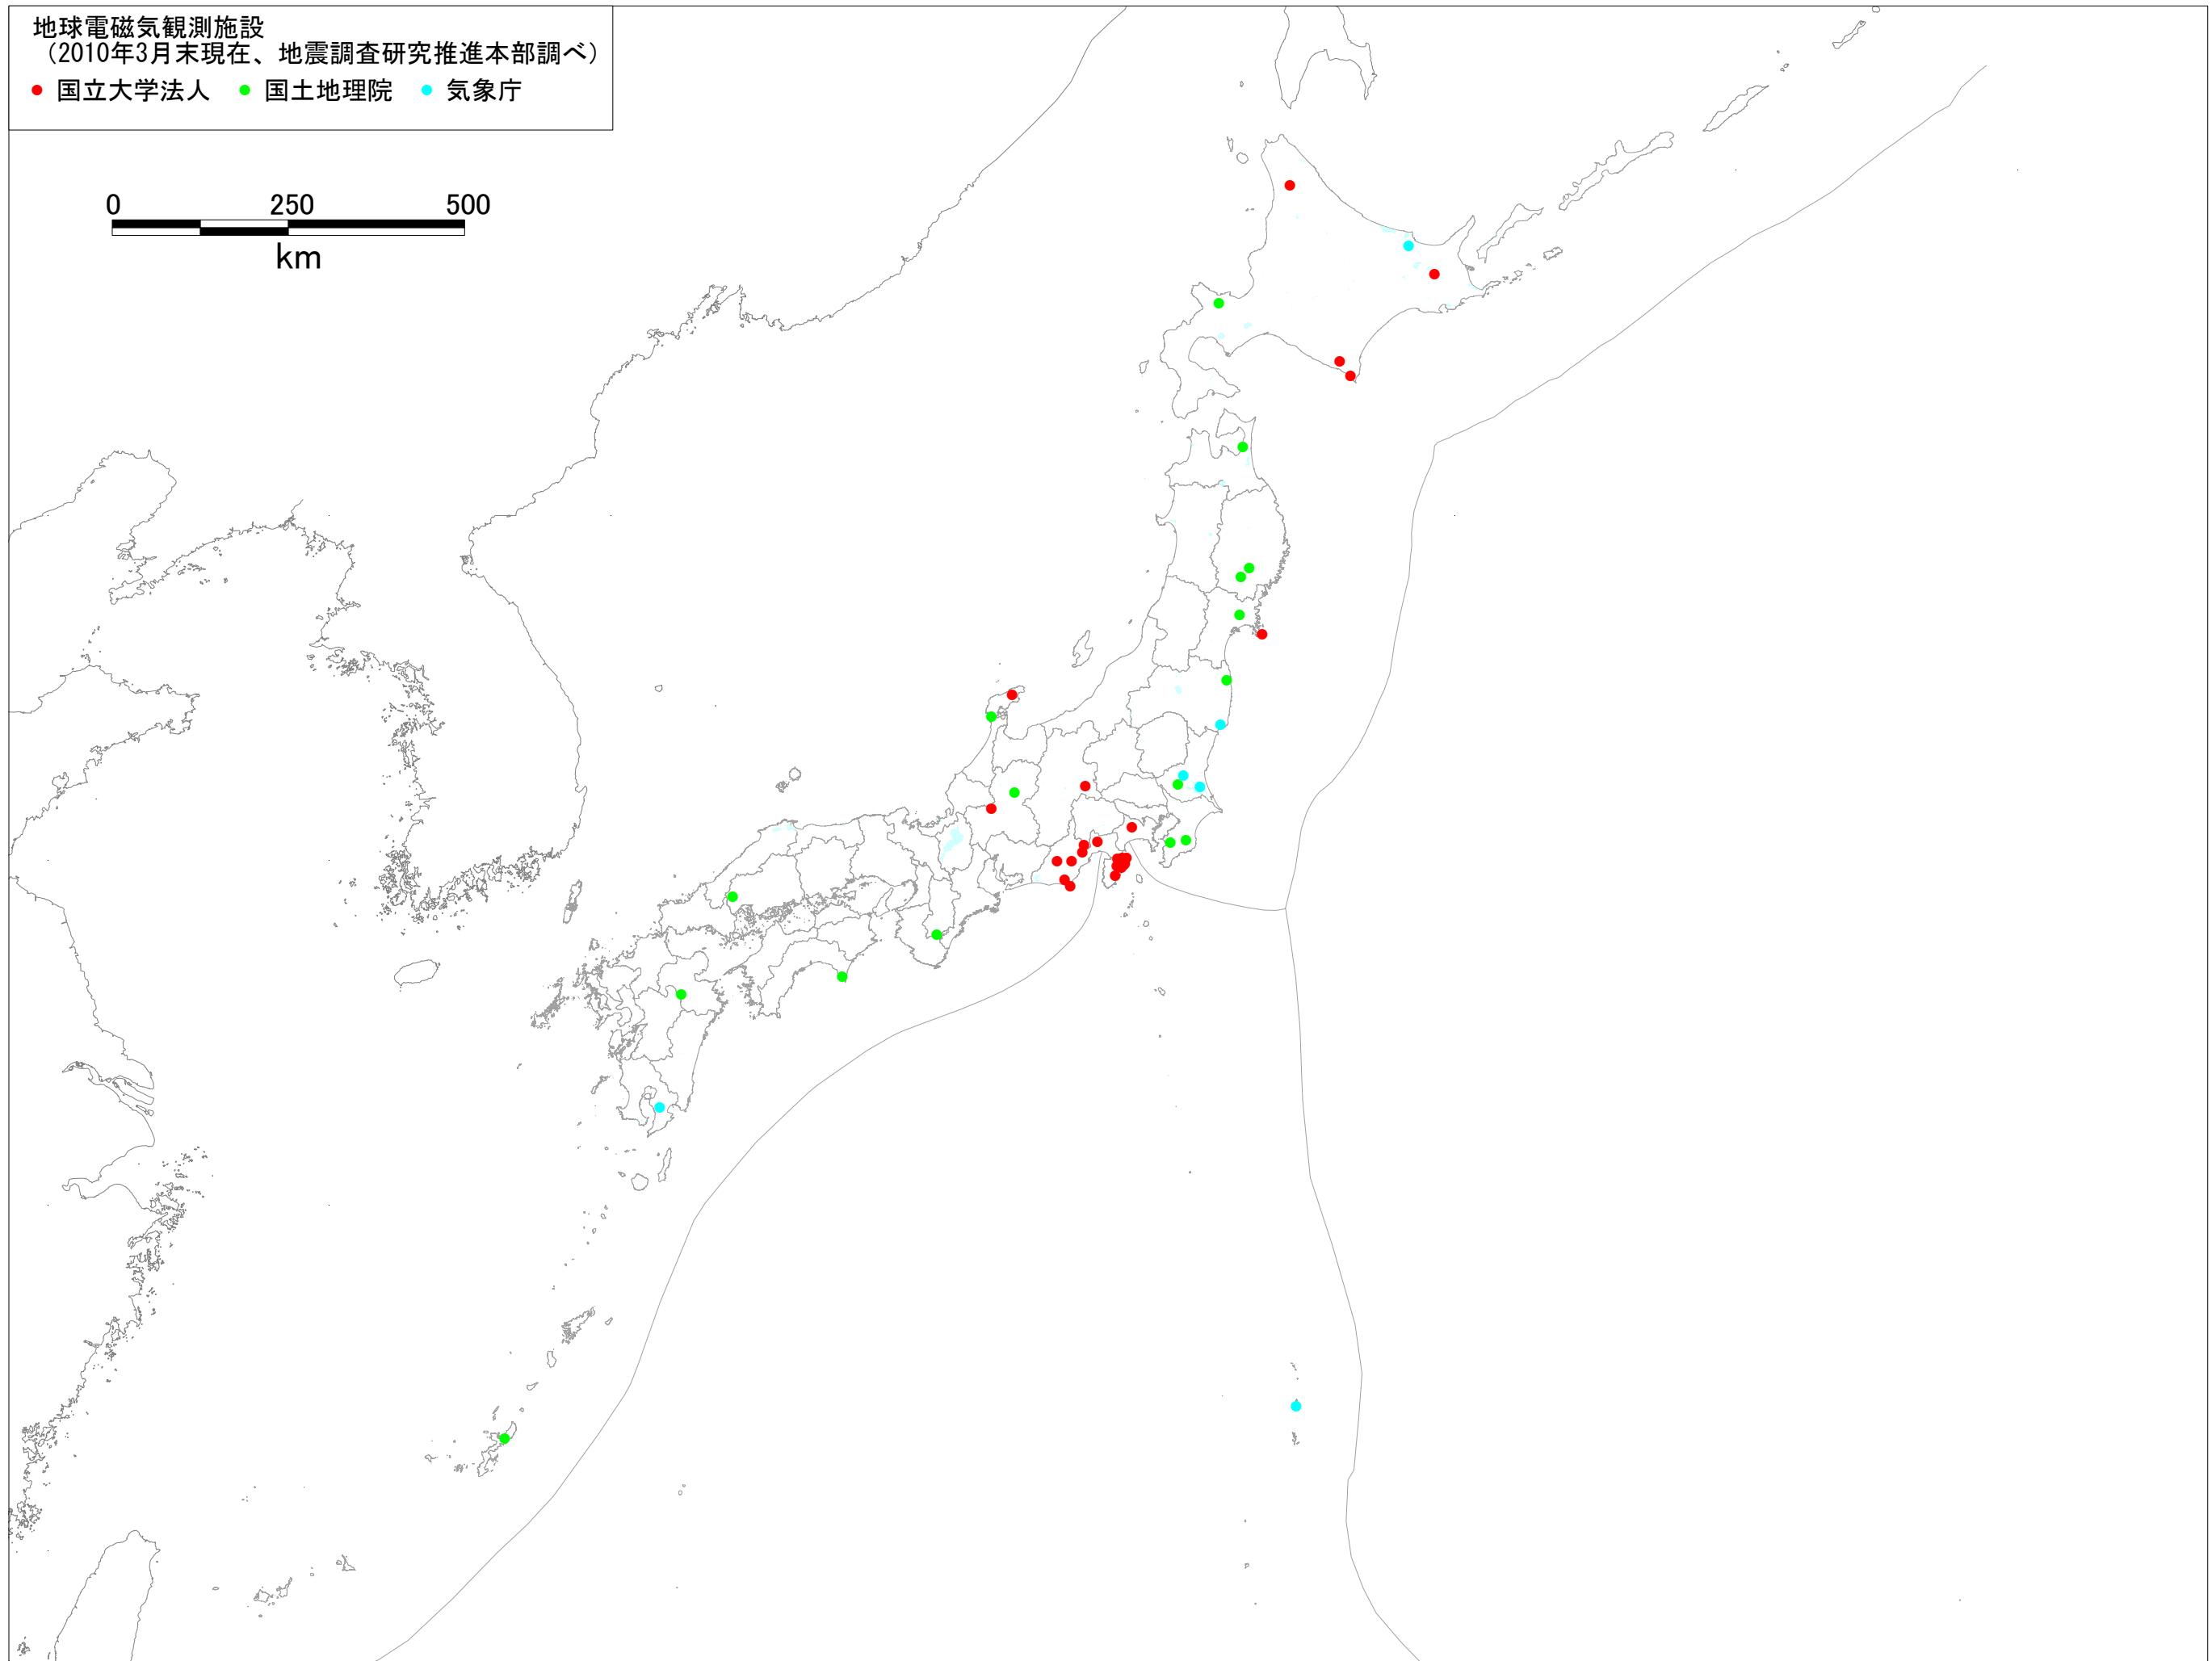 地球電磁気観測施設
（2010年3月末現在、地震調査研究推進本部調べ）
国立大学法人 国土地理院 気象庁
0 250 500
km